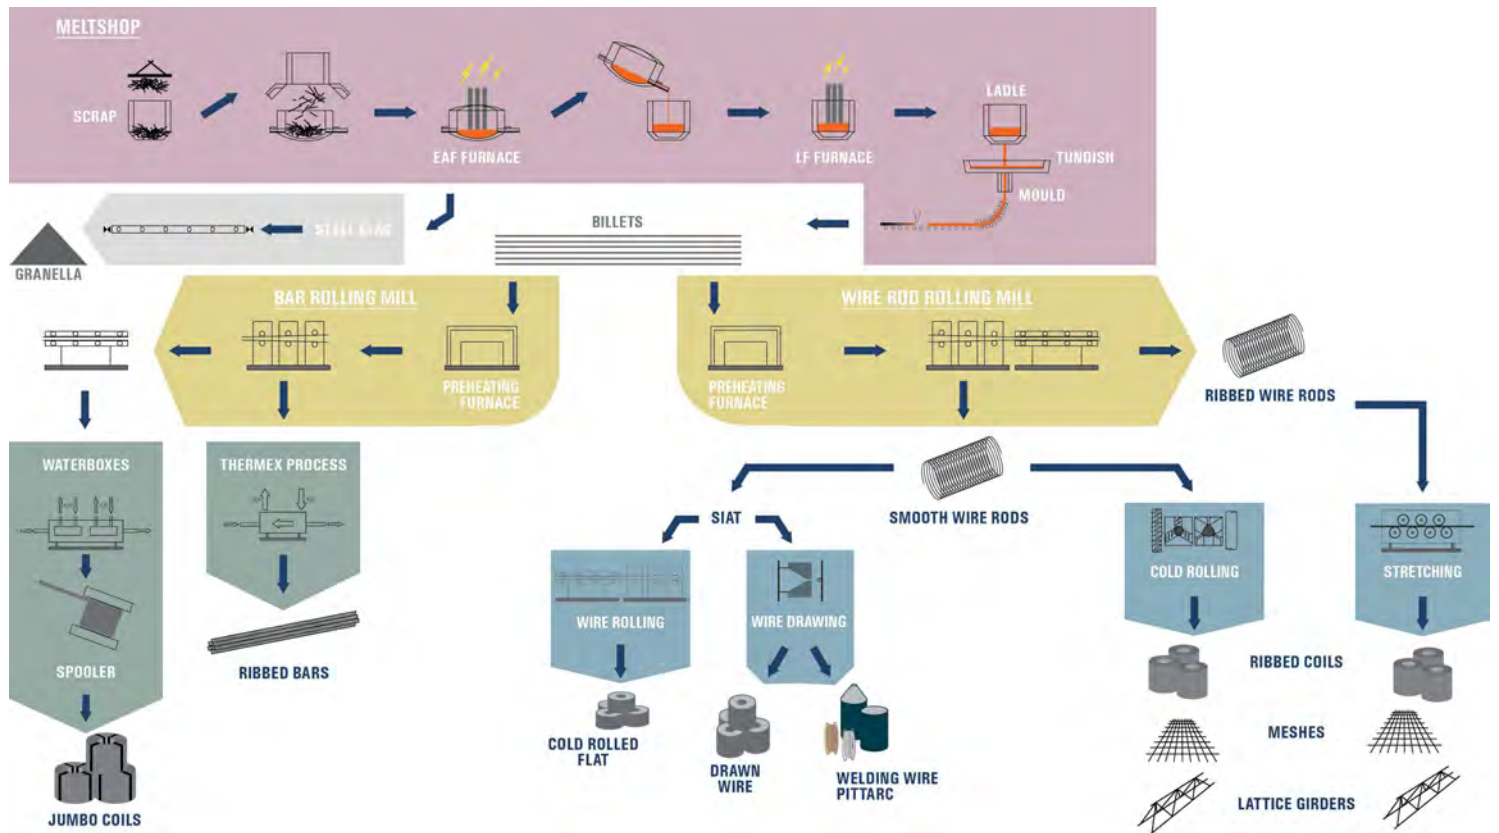 MELTSHOP
SCRAP
EAF FURNACE
LF FURNACE
LADLE
TUNDISH
MOULD
STEEL SLAG
GRANELLA
BILLETS
BAR ROLLING MILL
PREHEATING
FURNACE
WIRE ROD ROLLING MILL
PREHEATING
FURNACE
RIBBED WIRE RODS
WATERBOXES
SPOOLER
JUMBO COILS
THERMEX PROCESS
RIBBED BARS
SIAT
SMOOTH WIRE RODS
WIRE ROLLING
WIRE DRAWING
COLD ROLLED
FLAT
DRAWN
WIRE
WELDING WIRE
PITTARC
COLD ROLLING
STRETCHING
RIBBED COILS
MESHES
LATTICE GIRDERS